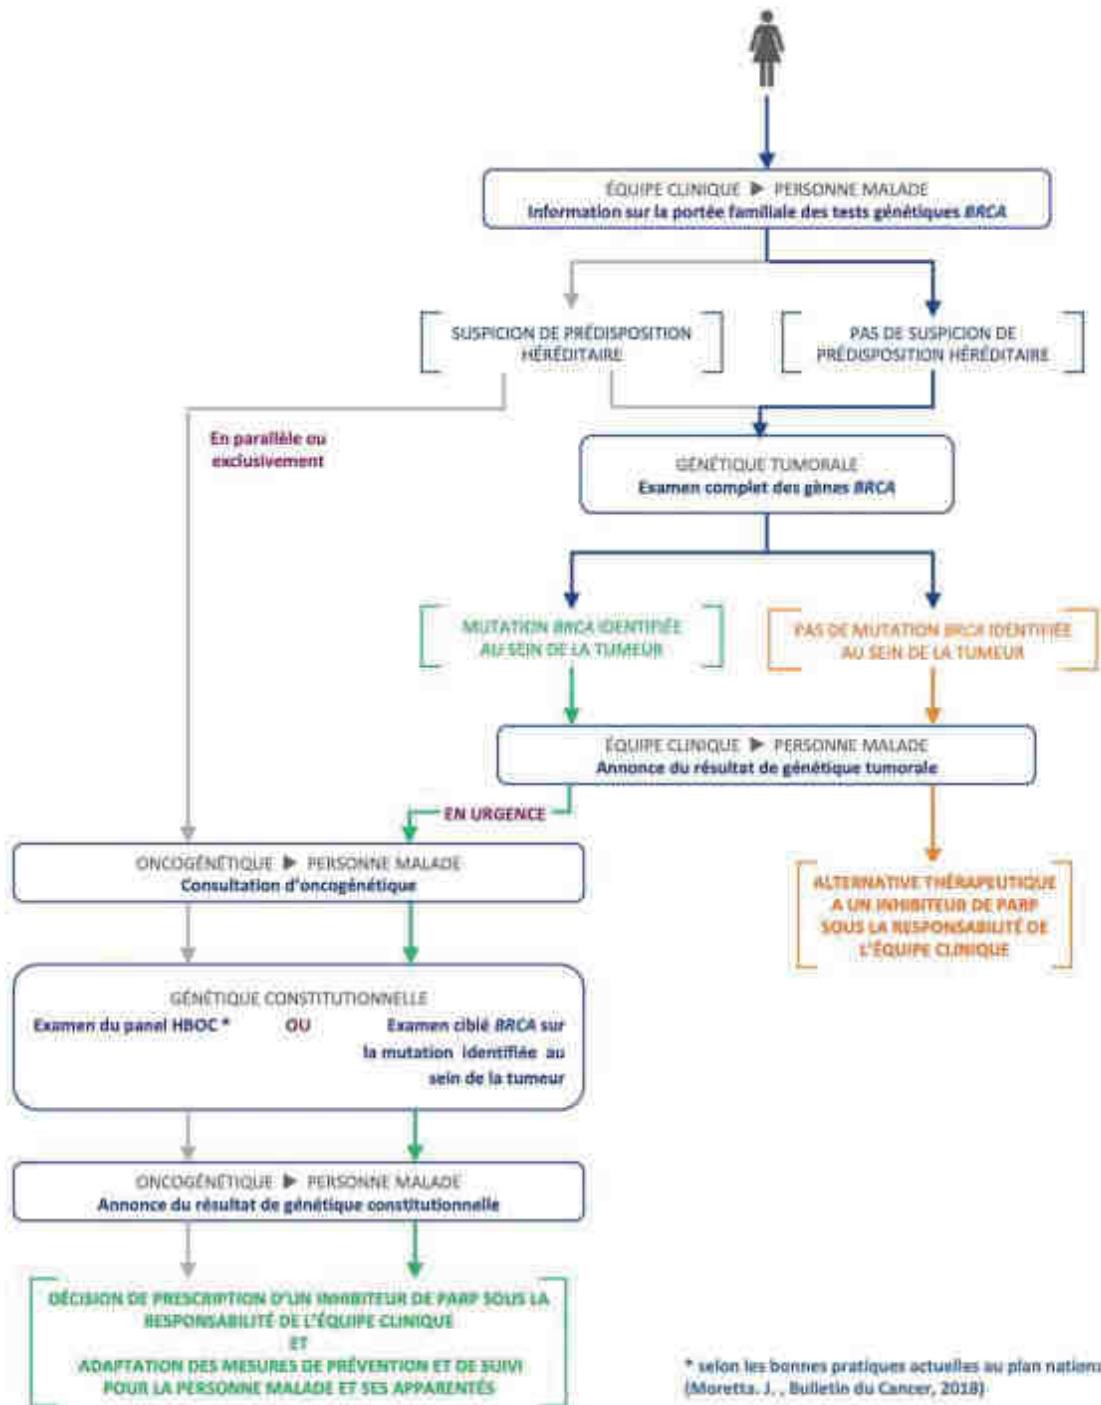 ÉQUIPE CLINIQUE ▶ PERSONNE MALADE
Information sur la portée familiale des tests génétiques BRCA
SUSPICION DE PRÉDISPOSITION
HÉRÉDITAIRE
PAS DE SUSPICION DE
PRÉDISPOSITION HÉRÉDITAIRE
En parallèle ou
exclusivement
GÉNÉTIQUE TUMORALE
Examen complet des gènes BRCA
MUTATION BRCA IDENTIFIÉE
AU SEIN DE LA TUMEUR
PAS DE MUTATION BRCA IDENTIFIÉE
AU SEIN DE LA TUMEUR
ÉQUIPE CLINIQUE ▶ PERSONNE MALADE
Annonce du résultat de génétique tumorale
EN URGENCE
ONCOGÉNÉTIQUE ▶ PERSONNE MALADE
Consultation d'oncogénétique
ALTERNATIVE THÉRAPEUTIQUE
A UN INHIBITEUR DE PARP
SOUS LA RESPONSABILITÉ DE
L'ÉQUIPE CLINIQUE
GÉNÉTIQUE CONSTITUTIONNELLE
Examen du panel HBOC * OU Examen ciblé BRCA sur
la mutation identifiée au
sein de la tumeur
ONCOGÉNÉTIQUE ▶ PERSONNE MALADE
Annonce du résultat de génétique constitutionnelle
DÉCISION DE PRESCRIPTION D'UN INHIBITEUR DE PARP SOUS LA
RESPONSABILITÉ DE L'ÉQUIPE CLINIQUE
ET
ADAPTATION DES MESURES DE PRÉVENTION ET DE SUIVI
POUR LA PERSONNE MALADE ET SES APPARENTÉS
* selon les bonnes pratiques actuelles au plan nationa
(Moretta. J. , Bulletin du Cancer, 2018)